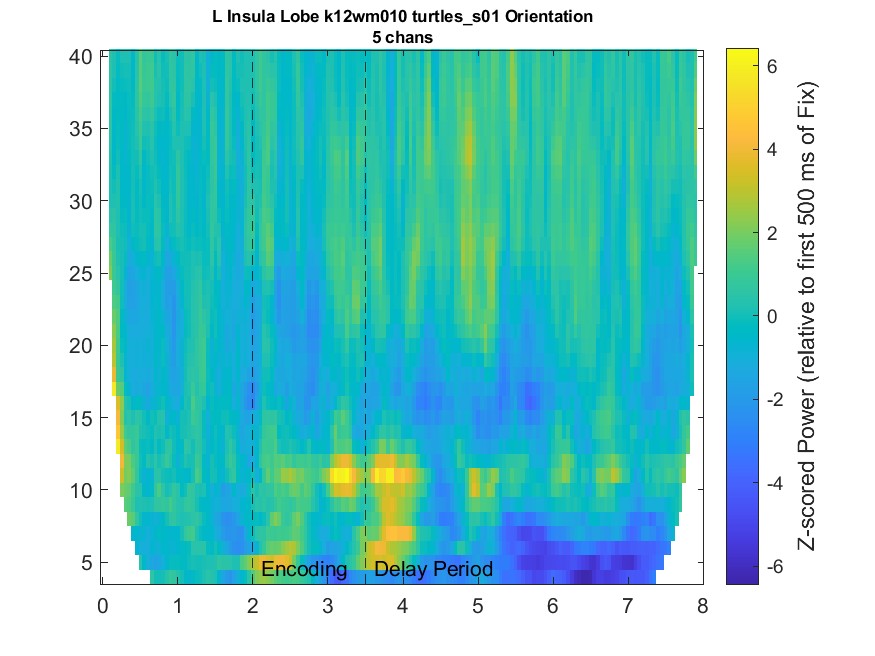 L Insula Lobe k12wm010 turtles_s01 Orientation
5 chans
40
35
30
25
20
15
10
5
Encoding
Delay Period
0 1 2 3 4 5 6 7 8
6
4
2
0
-2
-4
-6
Z-scored Power (relative to first 500 ms of Fix)